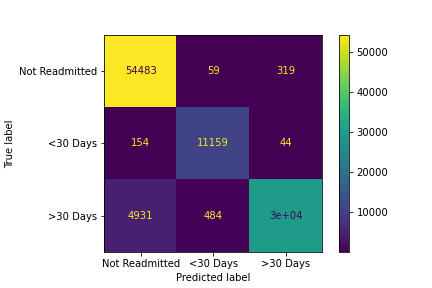 Not Readmitted 54483 59 319 50000
40000
<30 Days 154 11159 44 30000
20000
>30 Days 4931 484 3e+04 10000
Not Readmitted <30 Days >30 Days
Predicted label
True label